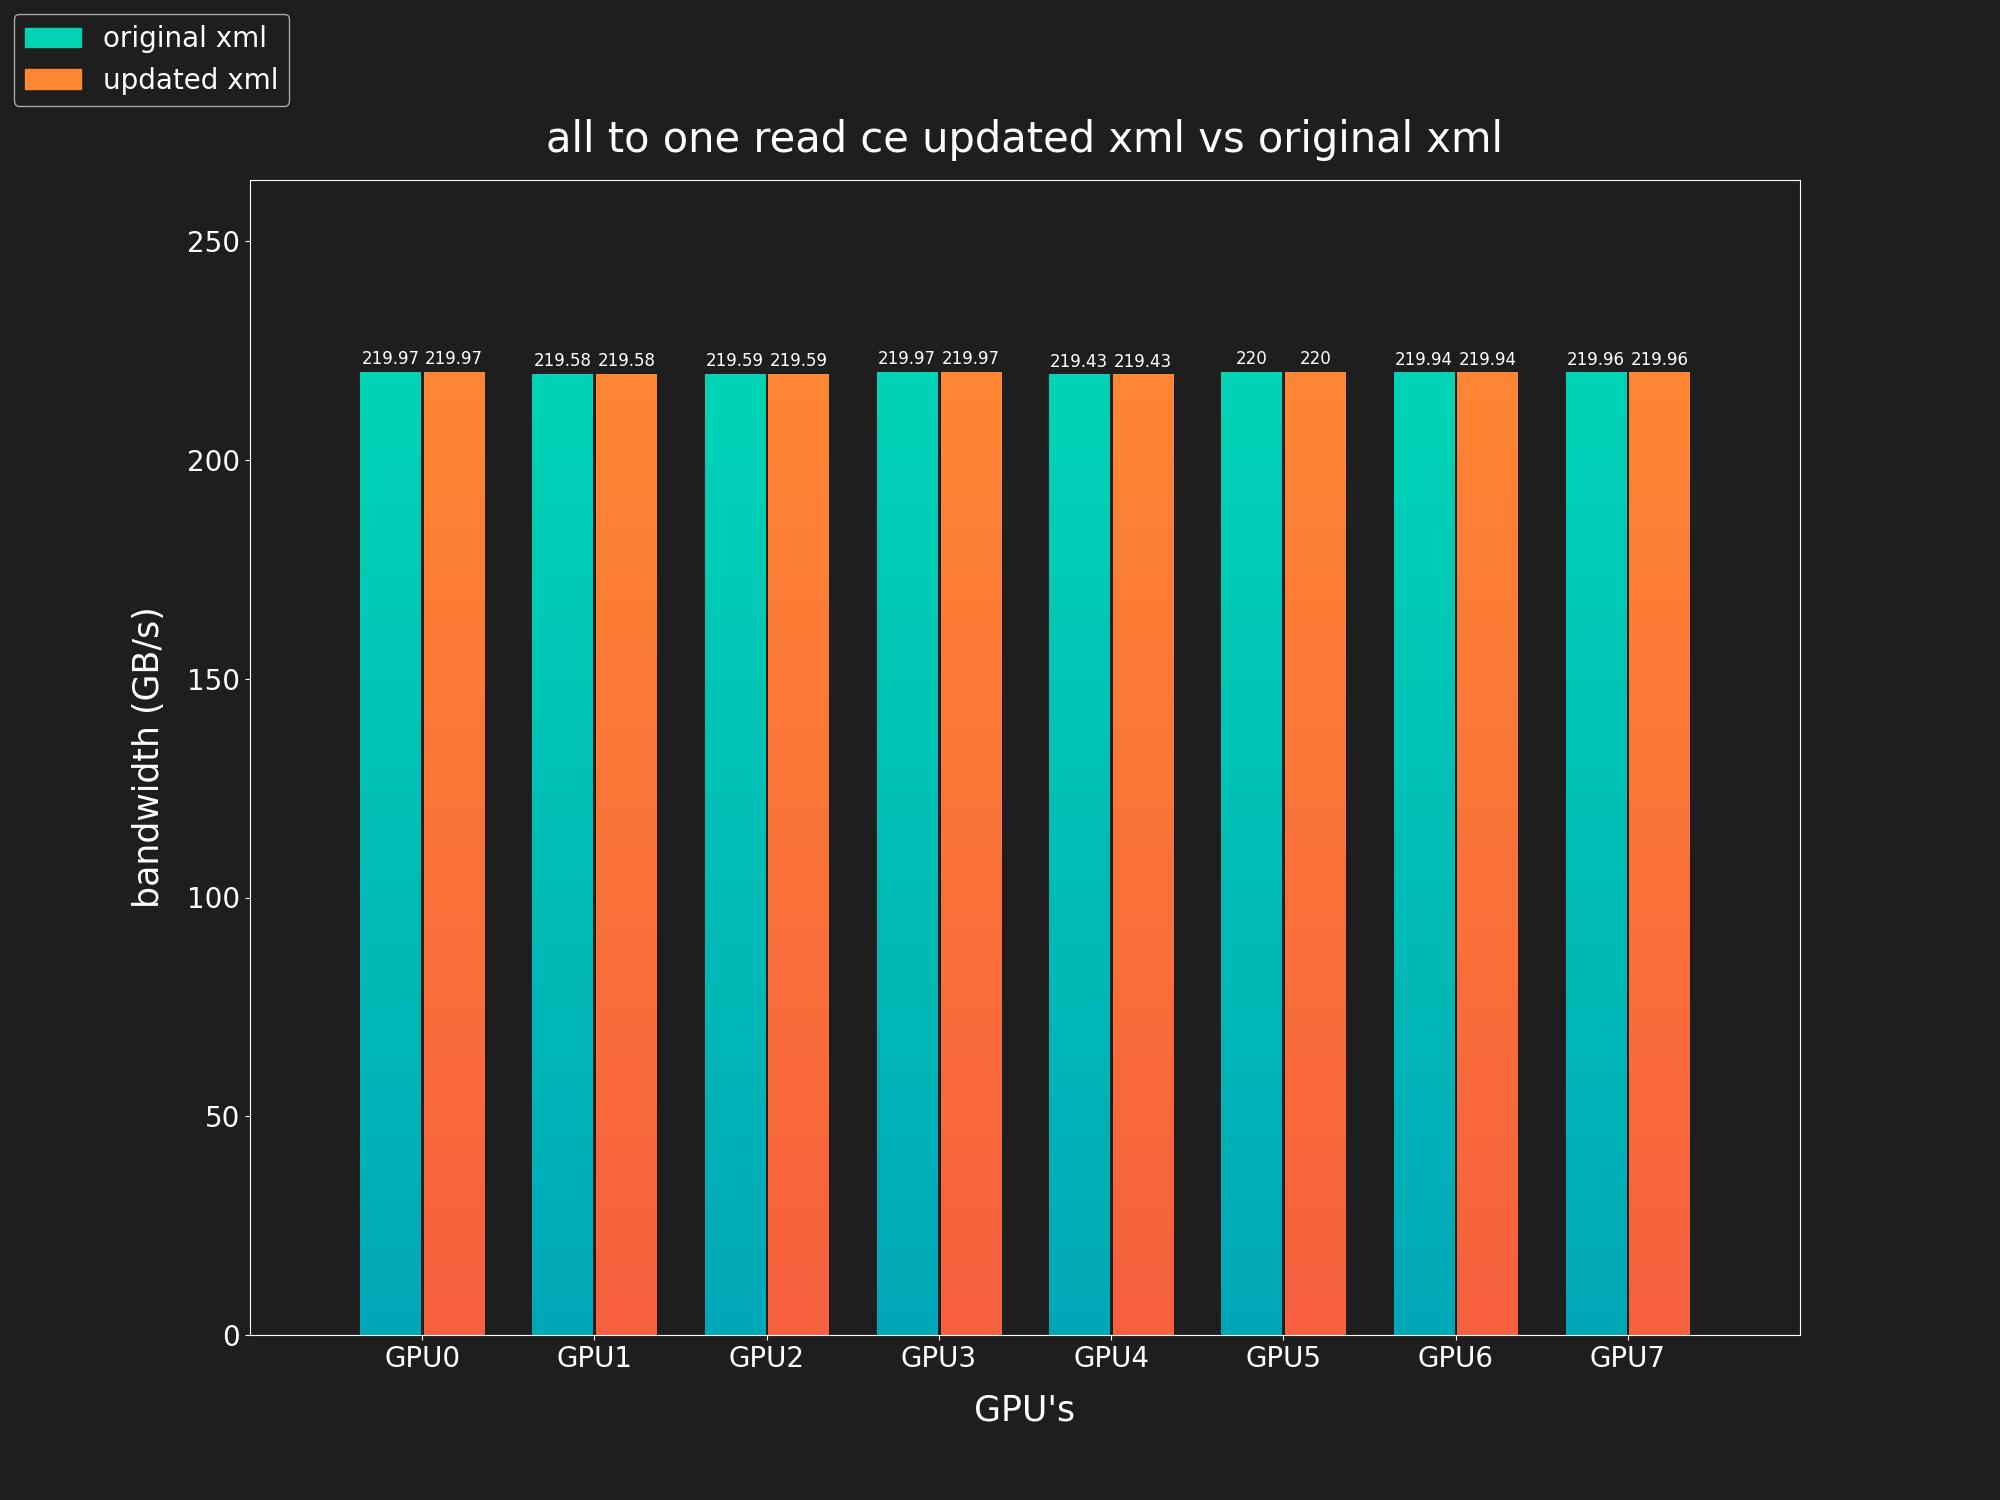 original xml
updated xml
all to one read ce updated xml vs original xml
250
200
150
100
50
0
bandwidth (GB/s)
219.97 219.97 219.58 219.58 219.59 219.59 219.97 219.97 219.43 219.43 220 220 219.94 219.94 219.96 219.96
GPU0 GPU1 GPU2 GPU3 GPU4 GPU5 GPU6 GPU7
GPU's